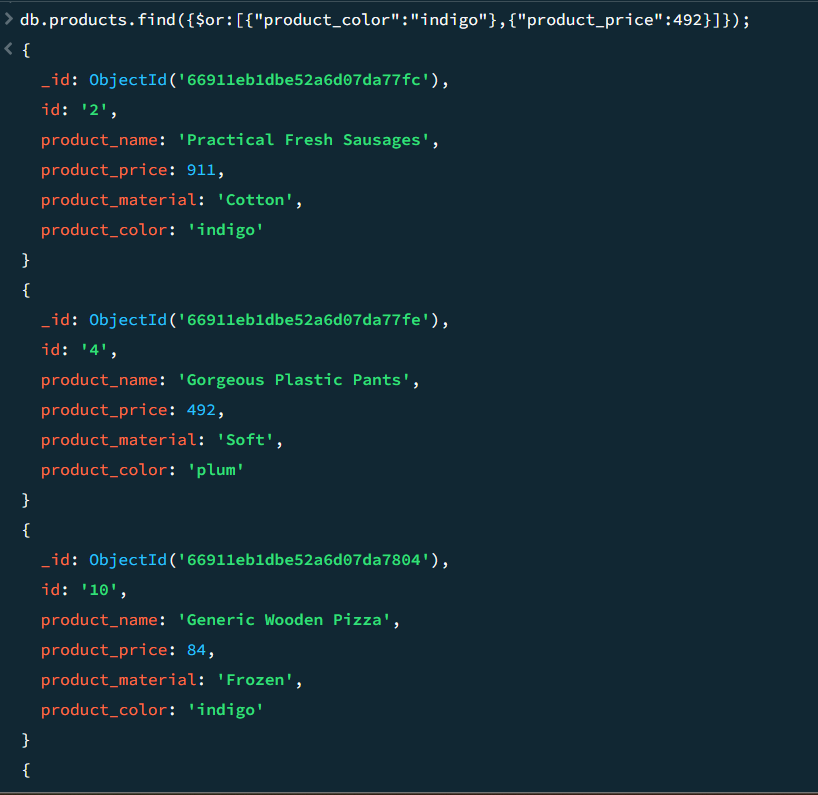 > db.products.find({$or:[{"product_color":"indigo"},{"product_price":492}]});
< {
_id: ObjectId('66911eb1dbe52a6d07da77fc'),
id: '2',
product_name: 'Practical Fresh Sausages',
product_price: 911,
product_material: 'Cotton',
product_color: 'indigo'
}
{
_id: ObjectId('66911eb1dbe52a6d07da77fe'),
id: '4',
product_name: 'Gorgeous Plastic Pants',
product_price: 492,
product_material: 'Soft',
product_color: 'plum'
}
{
_id: ObjectId('66911eb1dbe52a6d07da7804'),
id: '10',
product_name: 'Generic Wooden Pizza',
product_price: 84,
product_material: 'Frozen',
product_color: 'indigo'
}
{